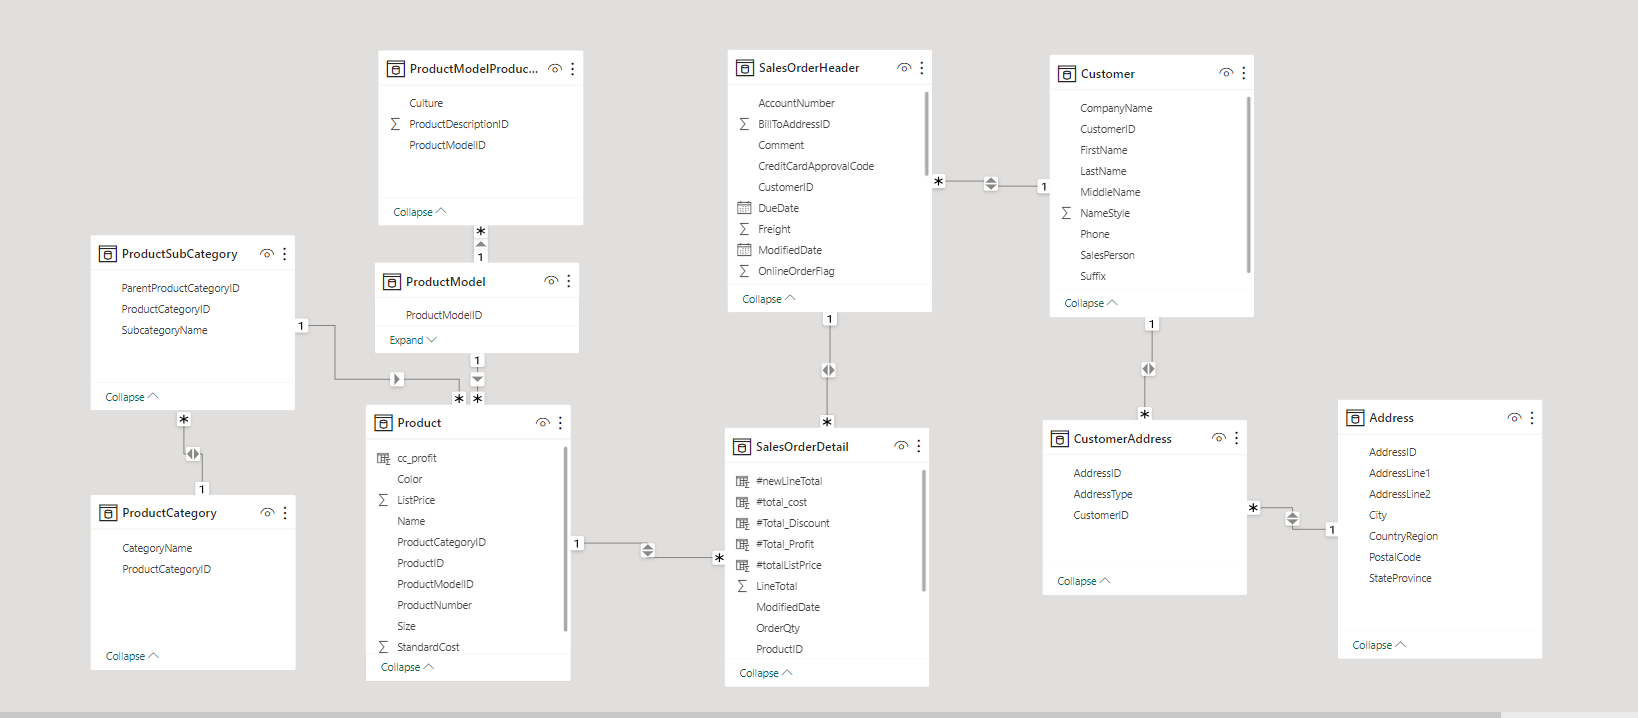 ProductModelProduc...
Culture
ProductDescriptionID
ProductModelID
Collapse
*
1
ProductSubCategory
ParentProductCategoryID
ProductCategoryID
SubcategoryName
Collapse
1
*
1
ProductCategory
CategoryName
ProductCategoryID
Collapse
ProductModel
ProductModelID
Expand
1
* *
Product
cc_profit
Color
ListPrice
Name
ProductCategoryID
ProductID
ProductModelID
ProductNumber
Size
StandardCost
Collapse
1
*
SalesOrderHeader
AccountNumber
BillToAddressID
Comment
CreditCardApprovalCode
CustomerID
DueDate
Freight
ModifiedDate
OnlineOrderFlag
Collapse
* 1
1
*
SalesOrderDetail
#newLineTotal
#total_cost
#Total_Discount
#Total_Profit
#totalListPrice
LineTotal
ModifiedDate
OrderQty
ProductID
Collapse
Customer
CompanyName
CustomerID
FirstName
LastName
MiddleName
NameStyle
Phone
SalesPerson
Suffix
Collapse
1
*
CustomerAddress
AddressID
AddressType
CustomerID
Collapse
*
1
Address
AddressID
AddressLine1
AddressLine2
City
CountryRegion
PostalCode
StateProvince
Collapse